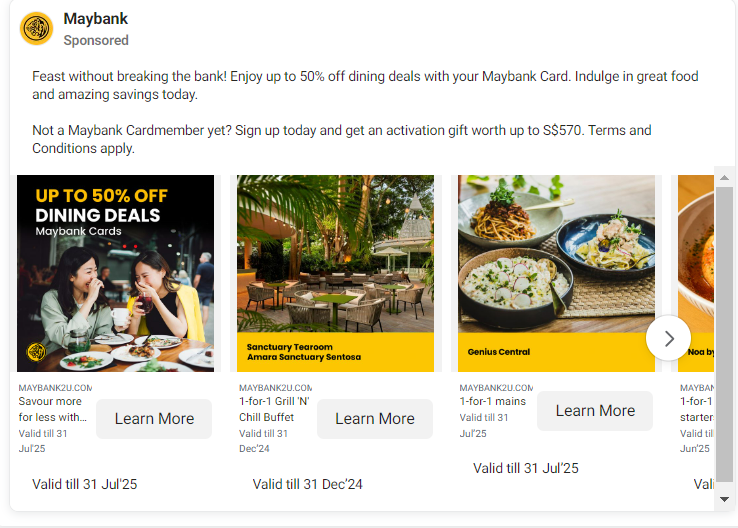 Maybank
Sponsored
Feast without breaking the bank! Enjoy up to 50% off dining deals with your Maybank Card. Indulge in great food
and amazing savings today.
Not a Maybank Cardmember yet? Sign up today and get an activation gift worth up to S$570. Terms and
Conditions apply.
UP TO 50% OFF
DINING DEALS
Maybank Cards
MAYBANK2U.COM
Savour more
for less with...
Valid till 31
Jul'25
Learn More
Valid till 31 Jul'25
Sanctuary Tearoom
Amara Sanctuary Sentosa
MAYBANK2U.COM
1-for-1 Grill 'N'
Chill Buffet
Valid till 31
Dec'24
Learn More
Valid till 31 Dec'24
Genius Central
MAYBANK2U.COM
1-for-1 mains
Valid till 31
Jul'25
Learn More
Valid till 31 Jul'25
Noa by
MAYBANK
1-for-1
starter
Valid til
Jun'25